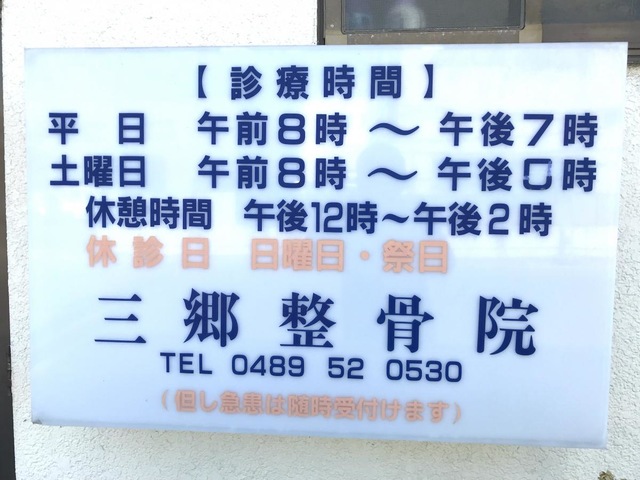 【診療時間】
平日 午前8時～午後7時
土曜日 午前8時～午後0時
休憩時間 午後12時～午後2時
休診日 日曜日・祭日
三郷整骨院
TEL 0489 52 0530
(但し急患は随時受付けます)